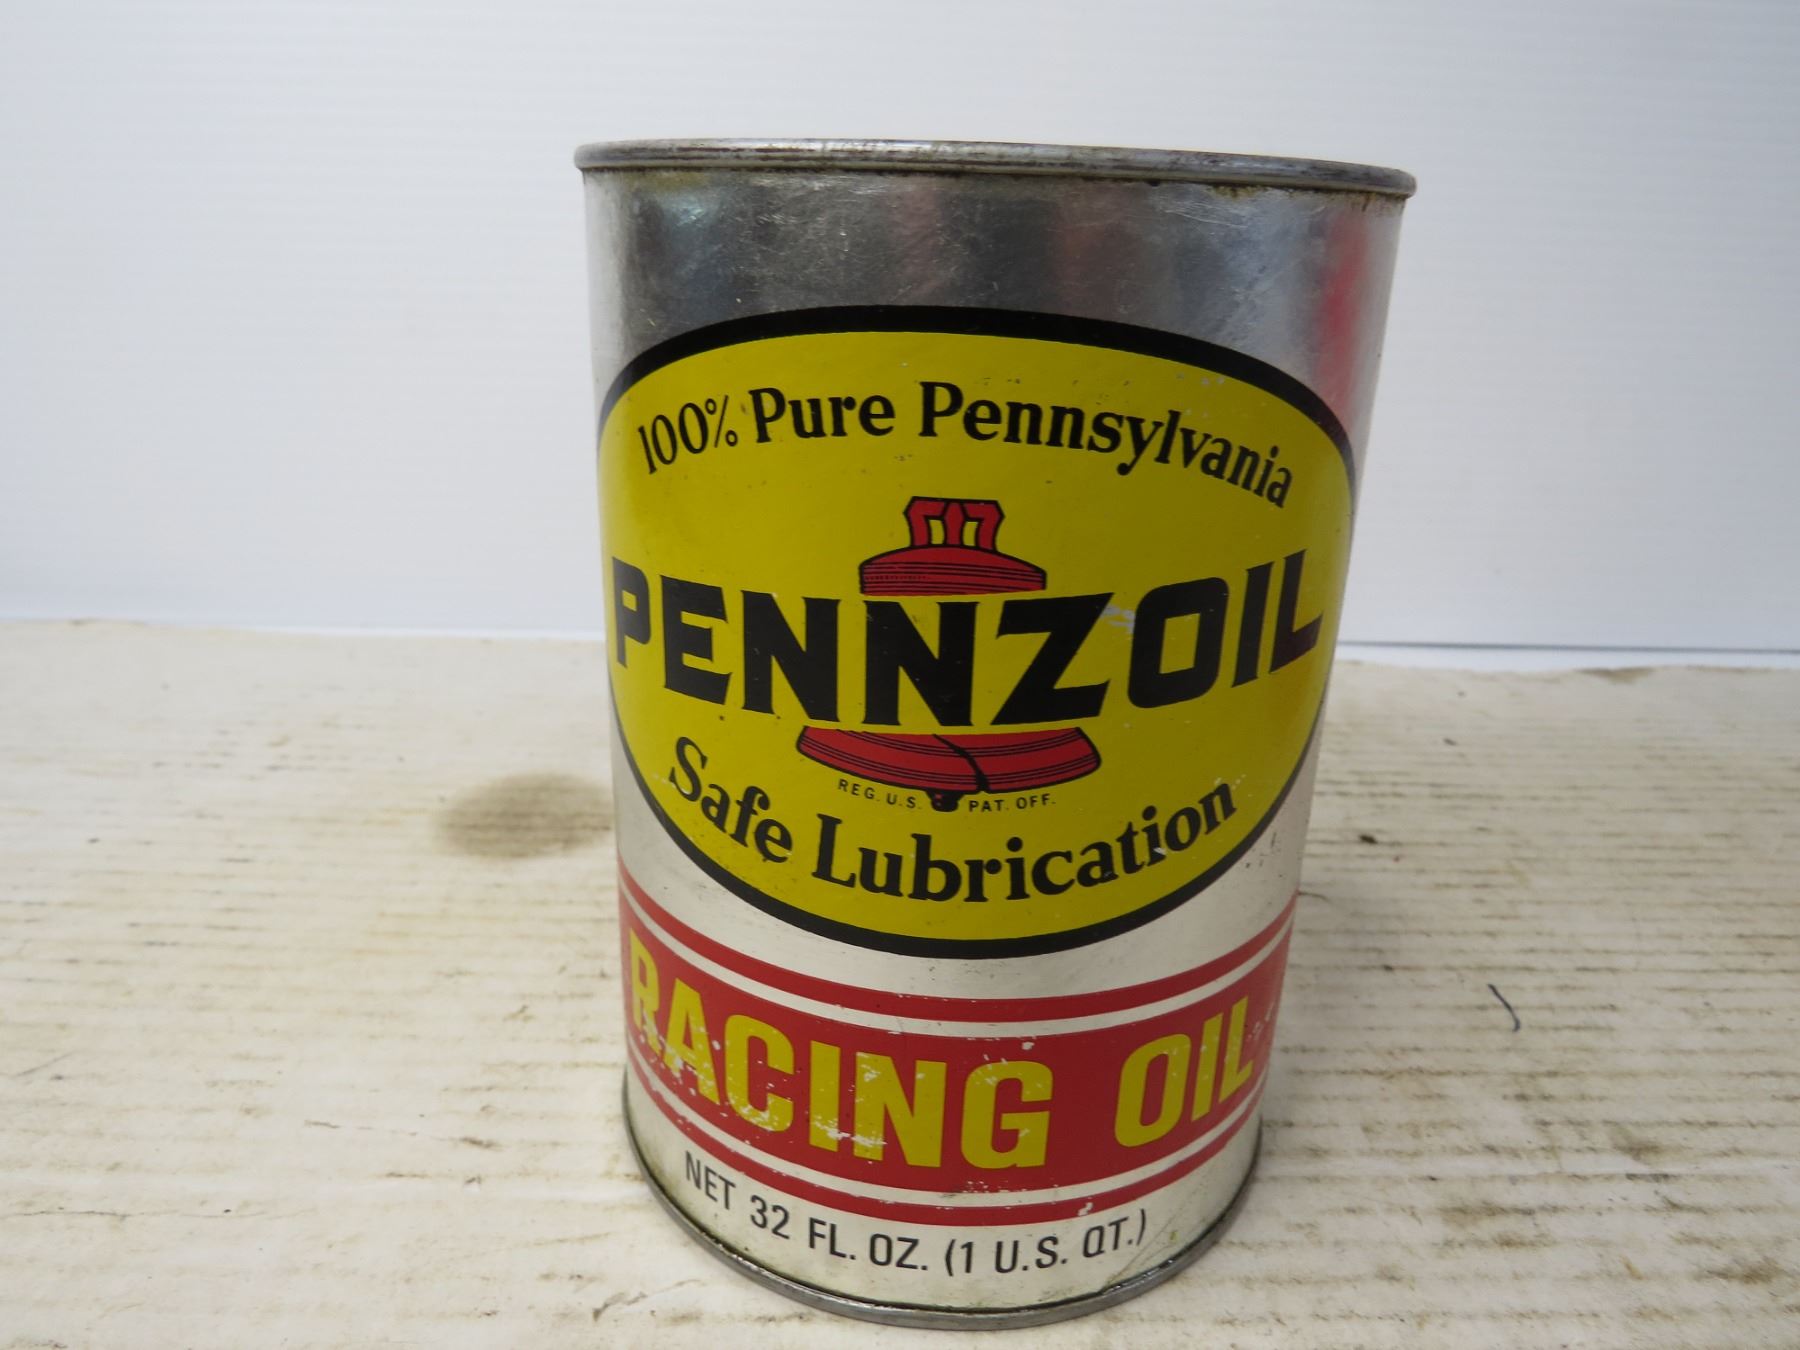 100% Pure Pennsylvania
PENNZOIL
REG. U.S. PAT. OFF.
Safe Lubrication
RACING OIL
NET 32 FL. OZ. (1 U.S. QT.)